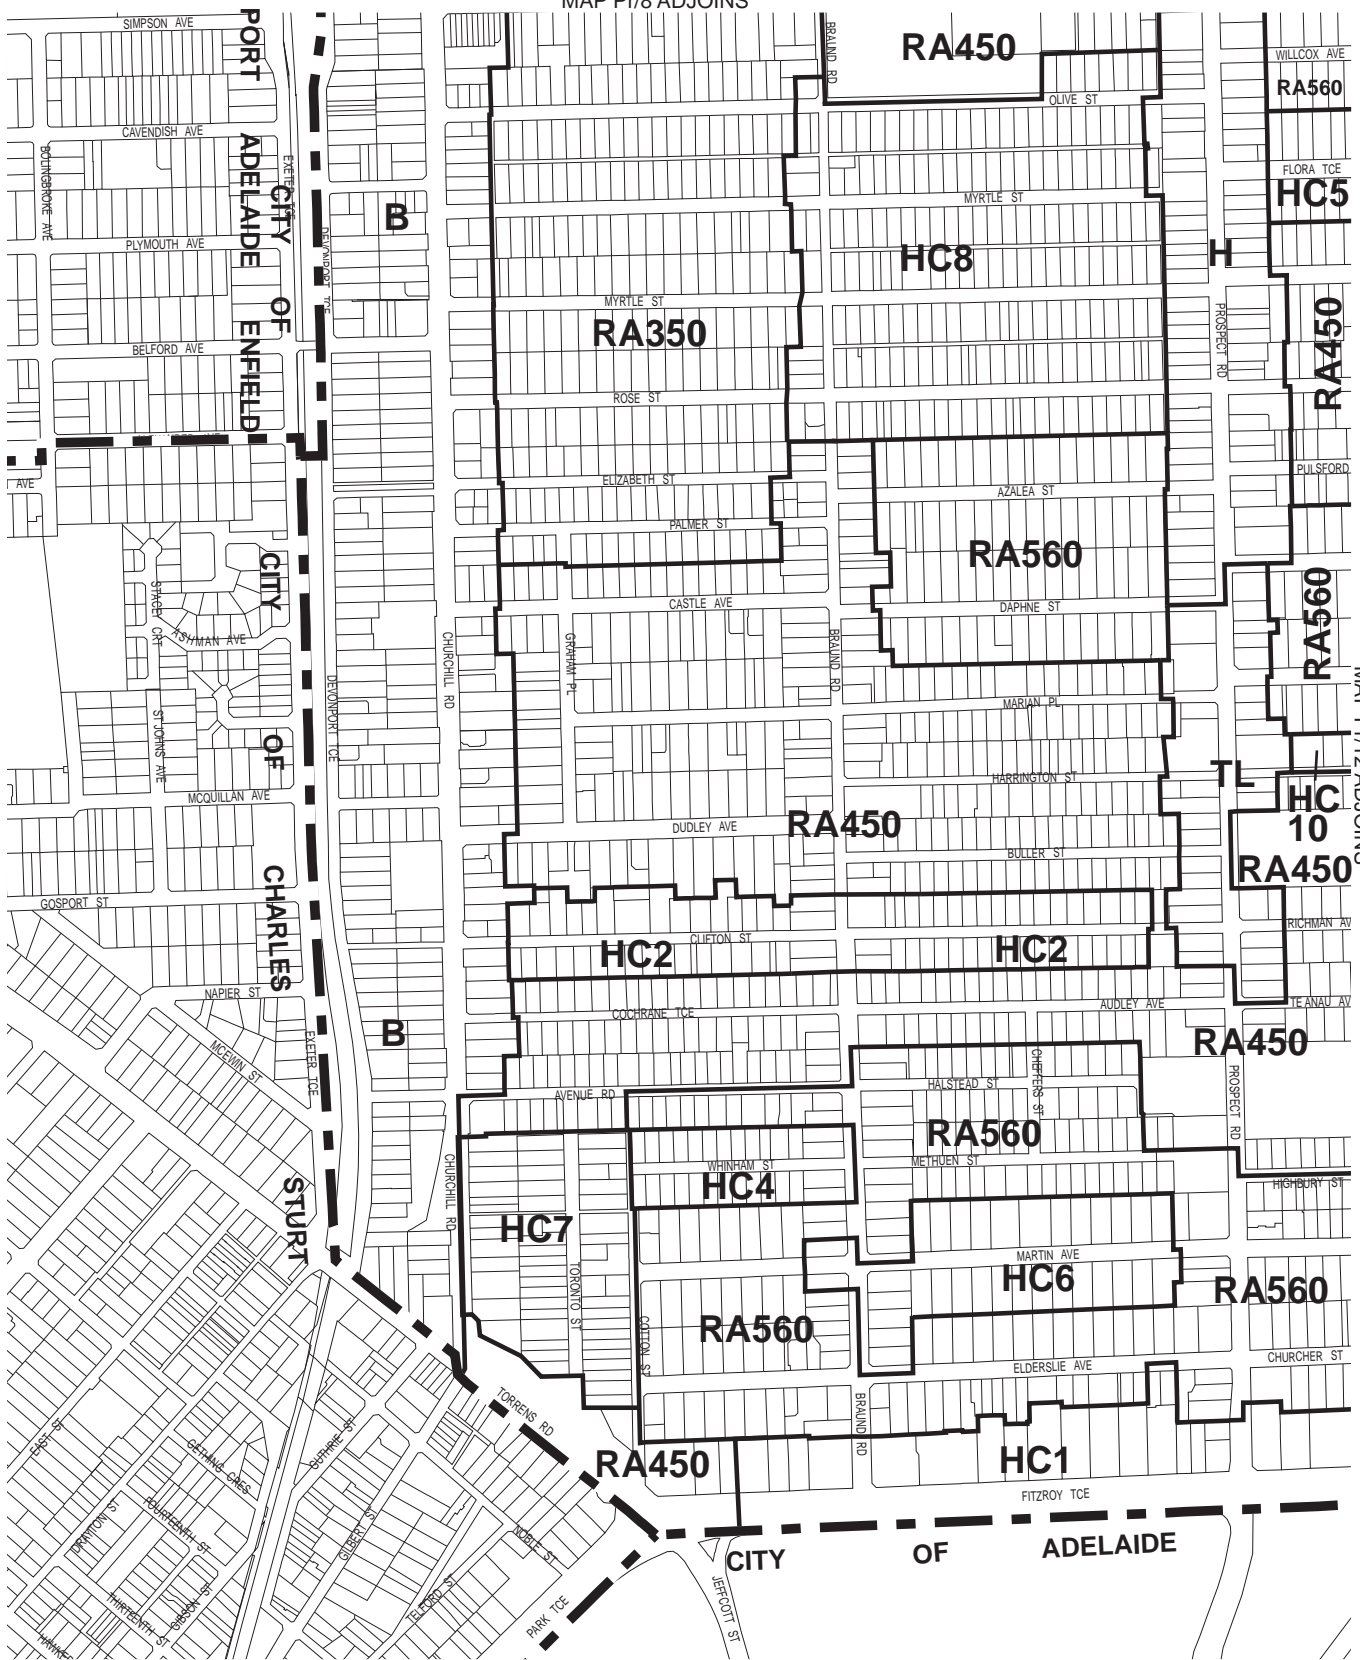 MAP Pr/8 ADJOINS
SIMPSON AVE
PORT ADELAIDE ENFIELD
CITY OF
BRAUND RD
RA450
WILLCOX AVE
RA560
OLIVE ST
CAVENDISH AVE
BOLINGBROKE AVE
EXETER TCE
FLORA TCE
HC5
MYRTLE ST
B
DEVONPORT TCE
PLYMOUTH AVE
HC8
H
MYRTLE ST
RA350
PROSPECT RD
RA450
BELFORD AVE
ROSE ST
PULSFORD
AVE
ELIZABETH ST
AZALEA ST
PALMER ST
RA560
CITY OF CHARLES STURT
STACEY CRT
ASHMAN AVE
CASTLE AVE
DAPHNE ST
RA560
CHURCHILL RD
GRAHAM PL
BRAUND RD
DEVONPORT TCE
ST JOHNS AVE
MARIAN PL
HARRINGTON ST
TL
HC
10
MCQUILLAN AVE
DUDLEY AVE
RA450
BULLER ST
RA450
GOSPORT ST
RICHMAN AV
CLIFTON ST
HC2
HC2
NAPIER ST
AUDLEY AVE
TE ANAU AV
COCHRANE TCE
B
EXETER TCE
MCEWIN ST
RA450
CHEFFERS ST
HALSTEAD ST
AVENUE RD
PROSPECT RD
RA560
METHUEN ST
WHINHAM ST
HC4
CHURCHILL RD
HIGHBURY ST
HC7
MARTIN AVE
HC6
TORONTO ST
RA560
RA560
COTTON ST
ELDERSLIE AVE
CHURCHER ST
TORRENS RD
BRAUND RD
EAST ST
GETHING CRES
GUTHRIE ST
RA450
HC1
FITZROY TCE
DRAYTON ST
FOURTEENTH ST
GILBERT ST
NOBLE ST
CITY OF ADELAIDE
JEFFCOTT ST
THIRTEENTH ST
GIBSON ST
TELFORD ST
PARK TCE